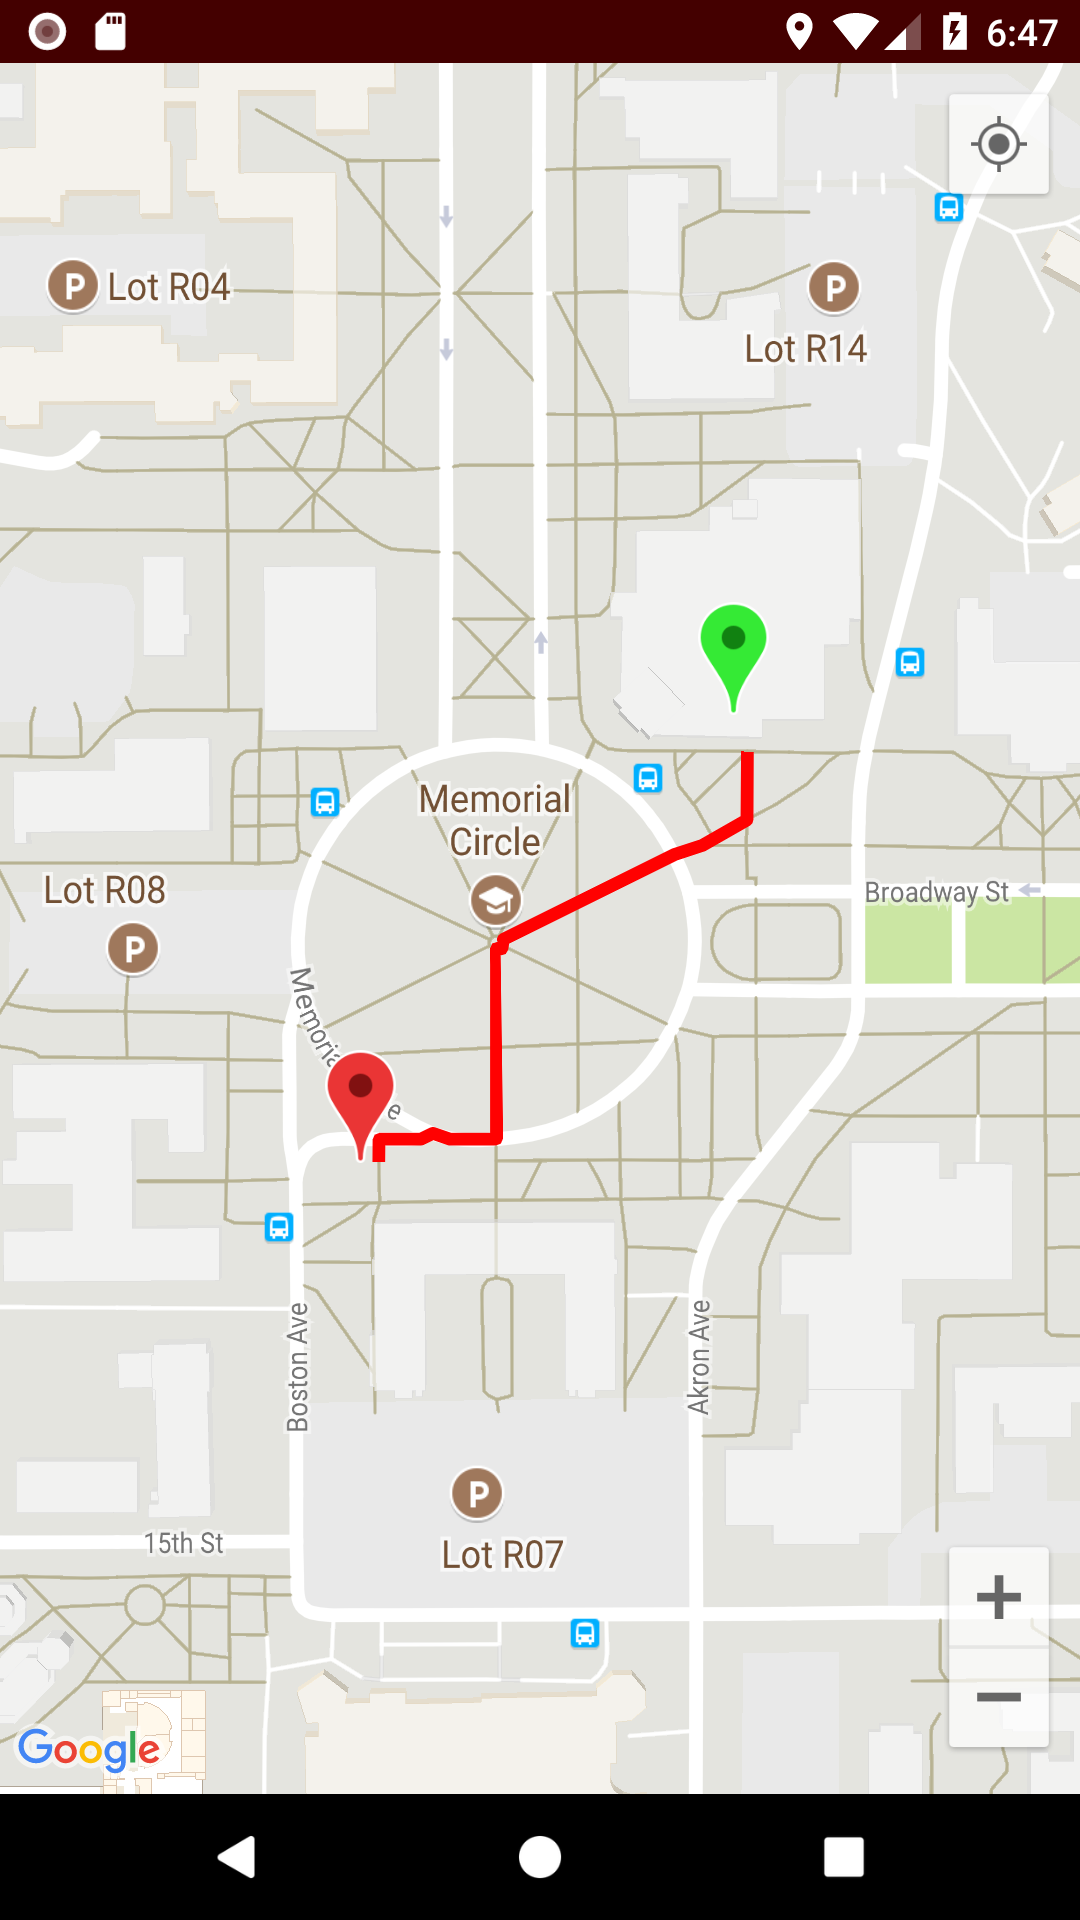 6:47
P Lot R04
P
Lot R14
Memorial
Circle
Lot R08
P
Broadway St
Boston Ave
Akron Ave
P
Lot R07
15th St
Google